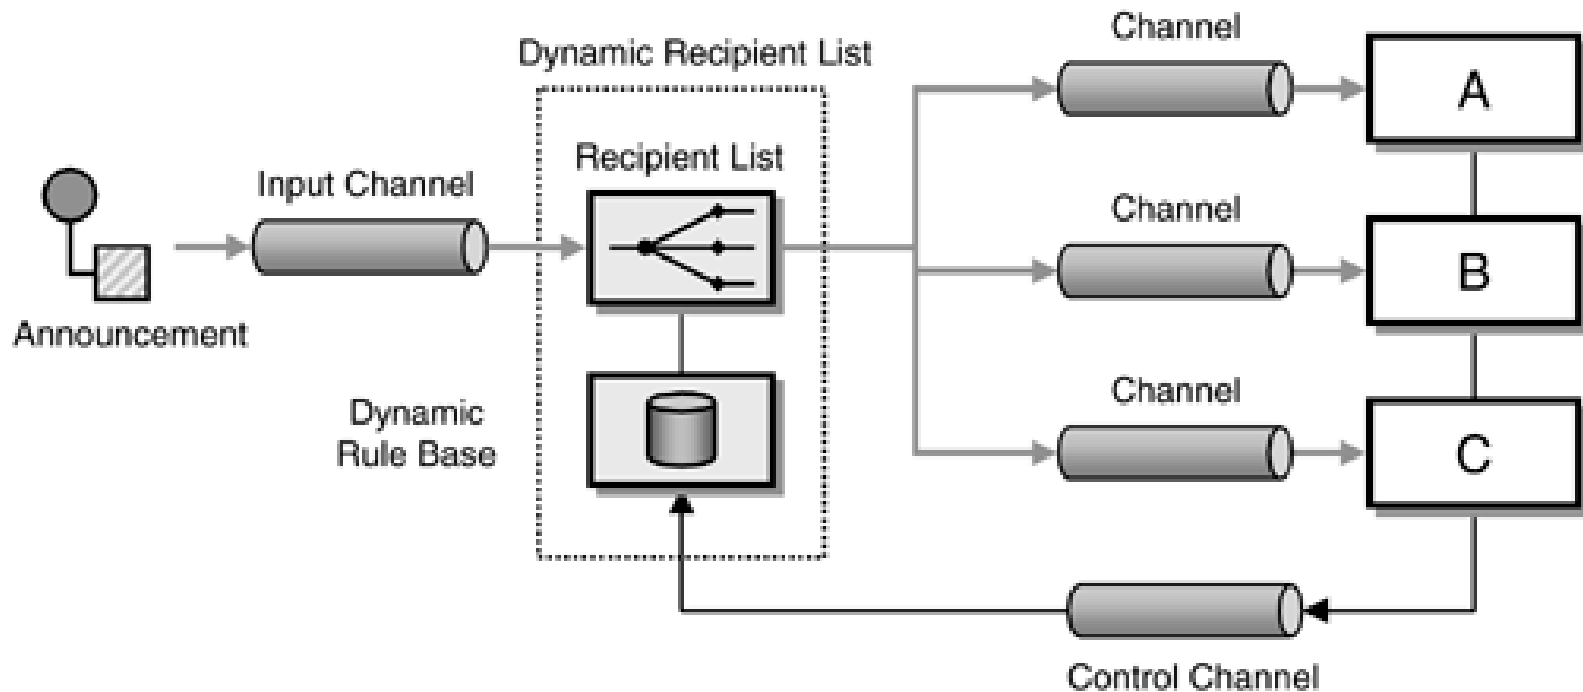 Channel
Dynamic Recipient List
A
Recipient List
Input Channel
Channel
B
Announcement
Channel
Dynamic
Rule Base
C
Control Channel